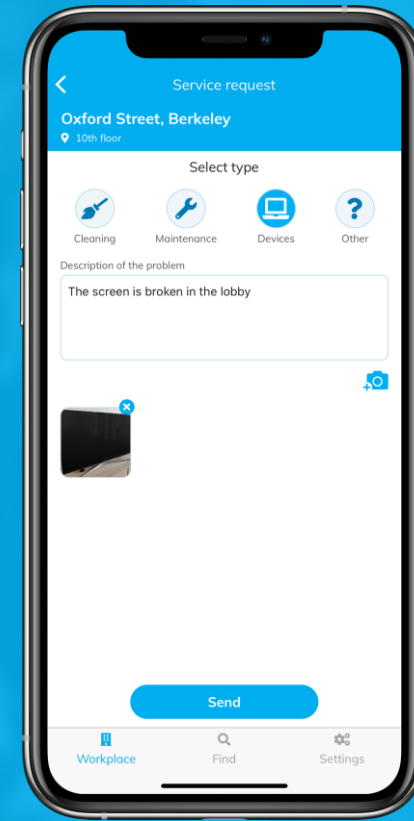 Service request
Oxford Street, Berkeley
10th floor
Select type
Cleaning Maintenance Devices Other
Description of the problem
The screen is broken in the lobby
Send
Workplace Find Settings